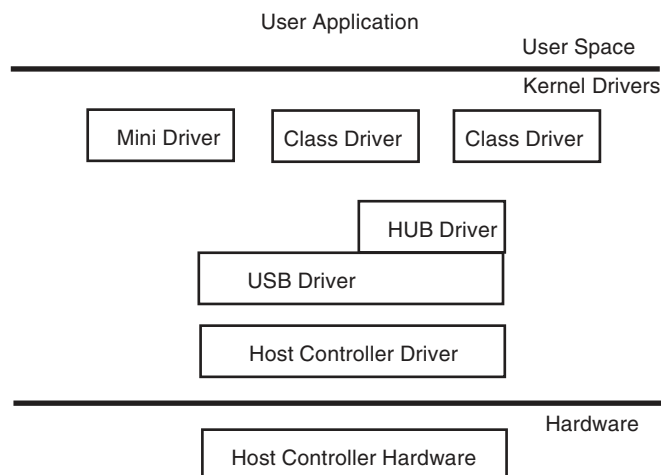 User Application
User Space
Kernel Drivers
Mini Driver
Class Driver
Class Driver
HUB Driver
USB Driver
Host Controller Driver
Hardware
Host Controller Hardware